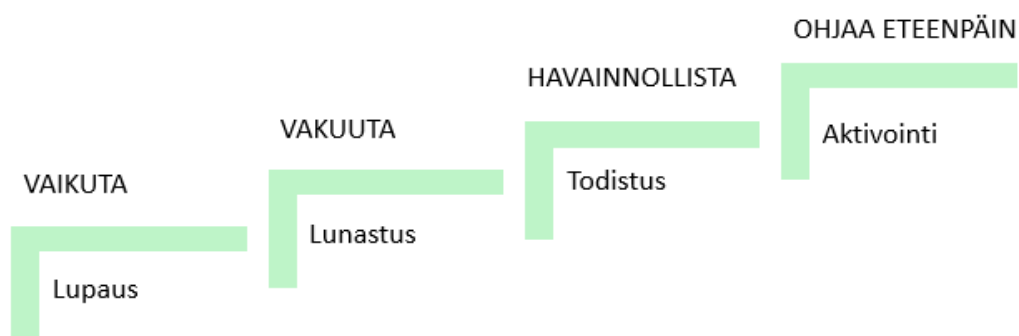 VAIKUTA
Lupaus
VAKUUTA
Lunastus
HAVAINNOLLISTA
Todistus
OHJAA ETEENPÄIN
Aktivointi